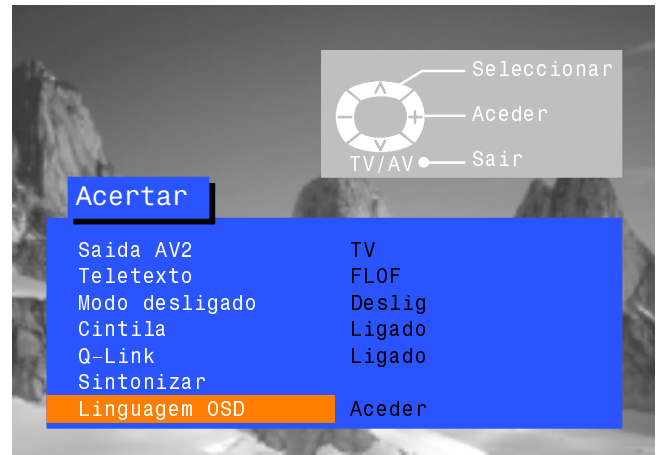 Seleccionar
Aceder
TV/AV Sair
Acertar
Saida AV2 TV
Teletexto FLOF
Modo desligado Deslig
Cintila Ligado
Q-Link Ligado
Sintonizar
Linguagem OSD Aceder